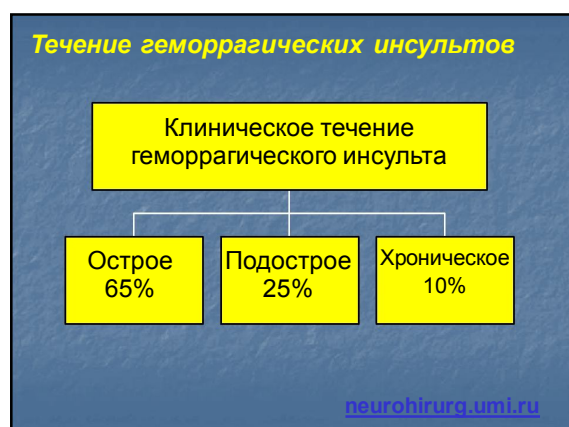 Течение геморрагических инсультов
Клиническое течение
геморрагического инсульта
Острое
65%
Подострое
25%
Хроническое
10%
neurohirurg.umi.ru